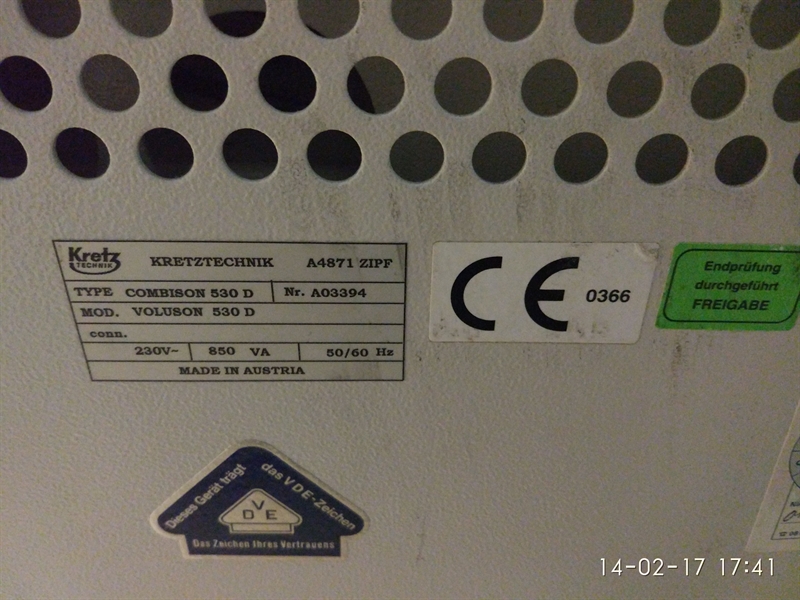 Kretz
TECHNIK
KRETZTECHNIK A4871 ZIPF
TYPE COMBISON 530 D Nr. A03394
MOD. VOLUSON 530 D
conn.
230V~ 850 VA 50/60 Hz
MADE IN AUSTRIA
CE 0366
Endprüfung
durchgeführt
FREIGABE
Dieses Gerät trägt das VDE-Zeichen
VDE
Das Zeichen Ihres Vertrauens
14-02-17 17:41